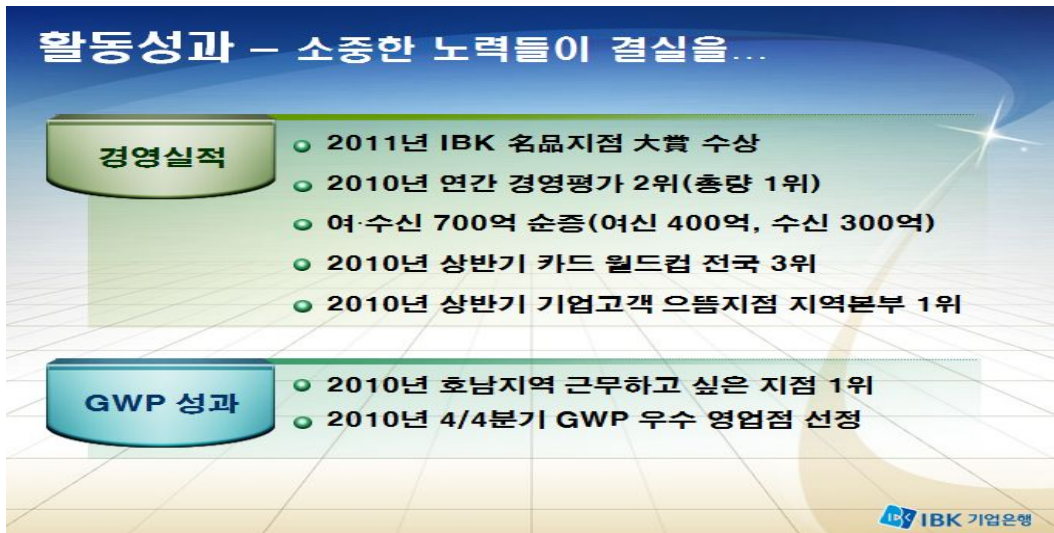 활동성과 – 소중한 노력들이 결실을...
경영실적
2011년 IBK 名品지점 大賞 수상
2010년 연간 경영평가 2위(총량 1위)
여·수신 700억 순증(여신 400억, 수신 300억)
2010년 상반기 카드 월드컵 전국 3위
2010년 상반기 기업고객 으뜸지점 지역본부 1위
GWP 성과
2010년 호남지역 근무하고 싶은 지점 1위
2010년 4/4분기 GWP 우수 영업점 선정
IBK 기업은행